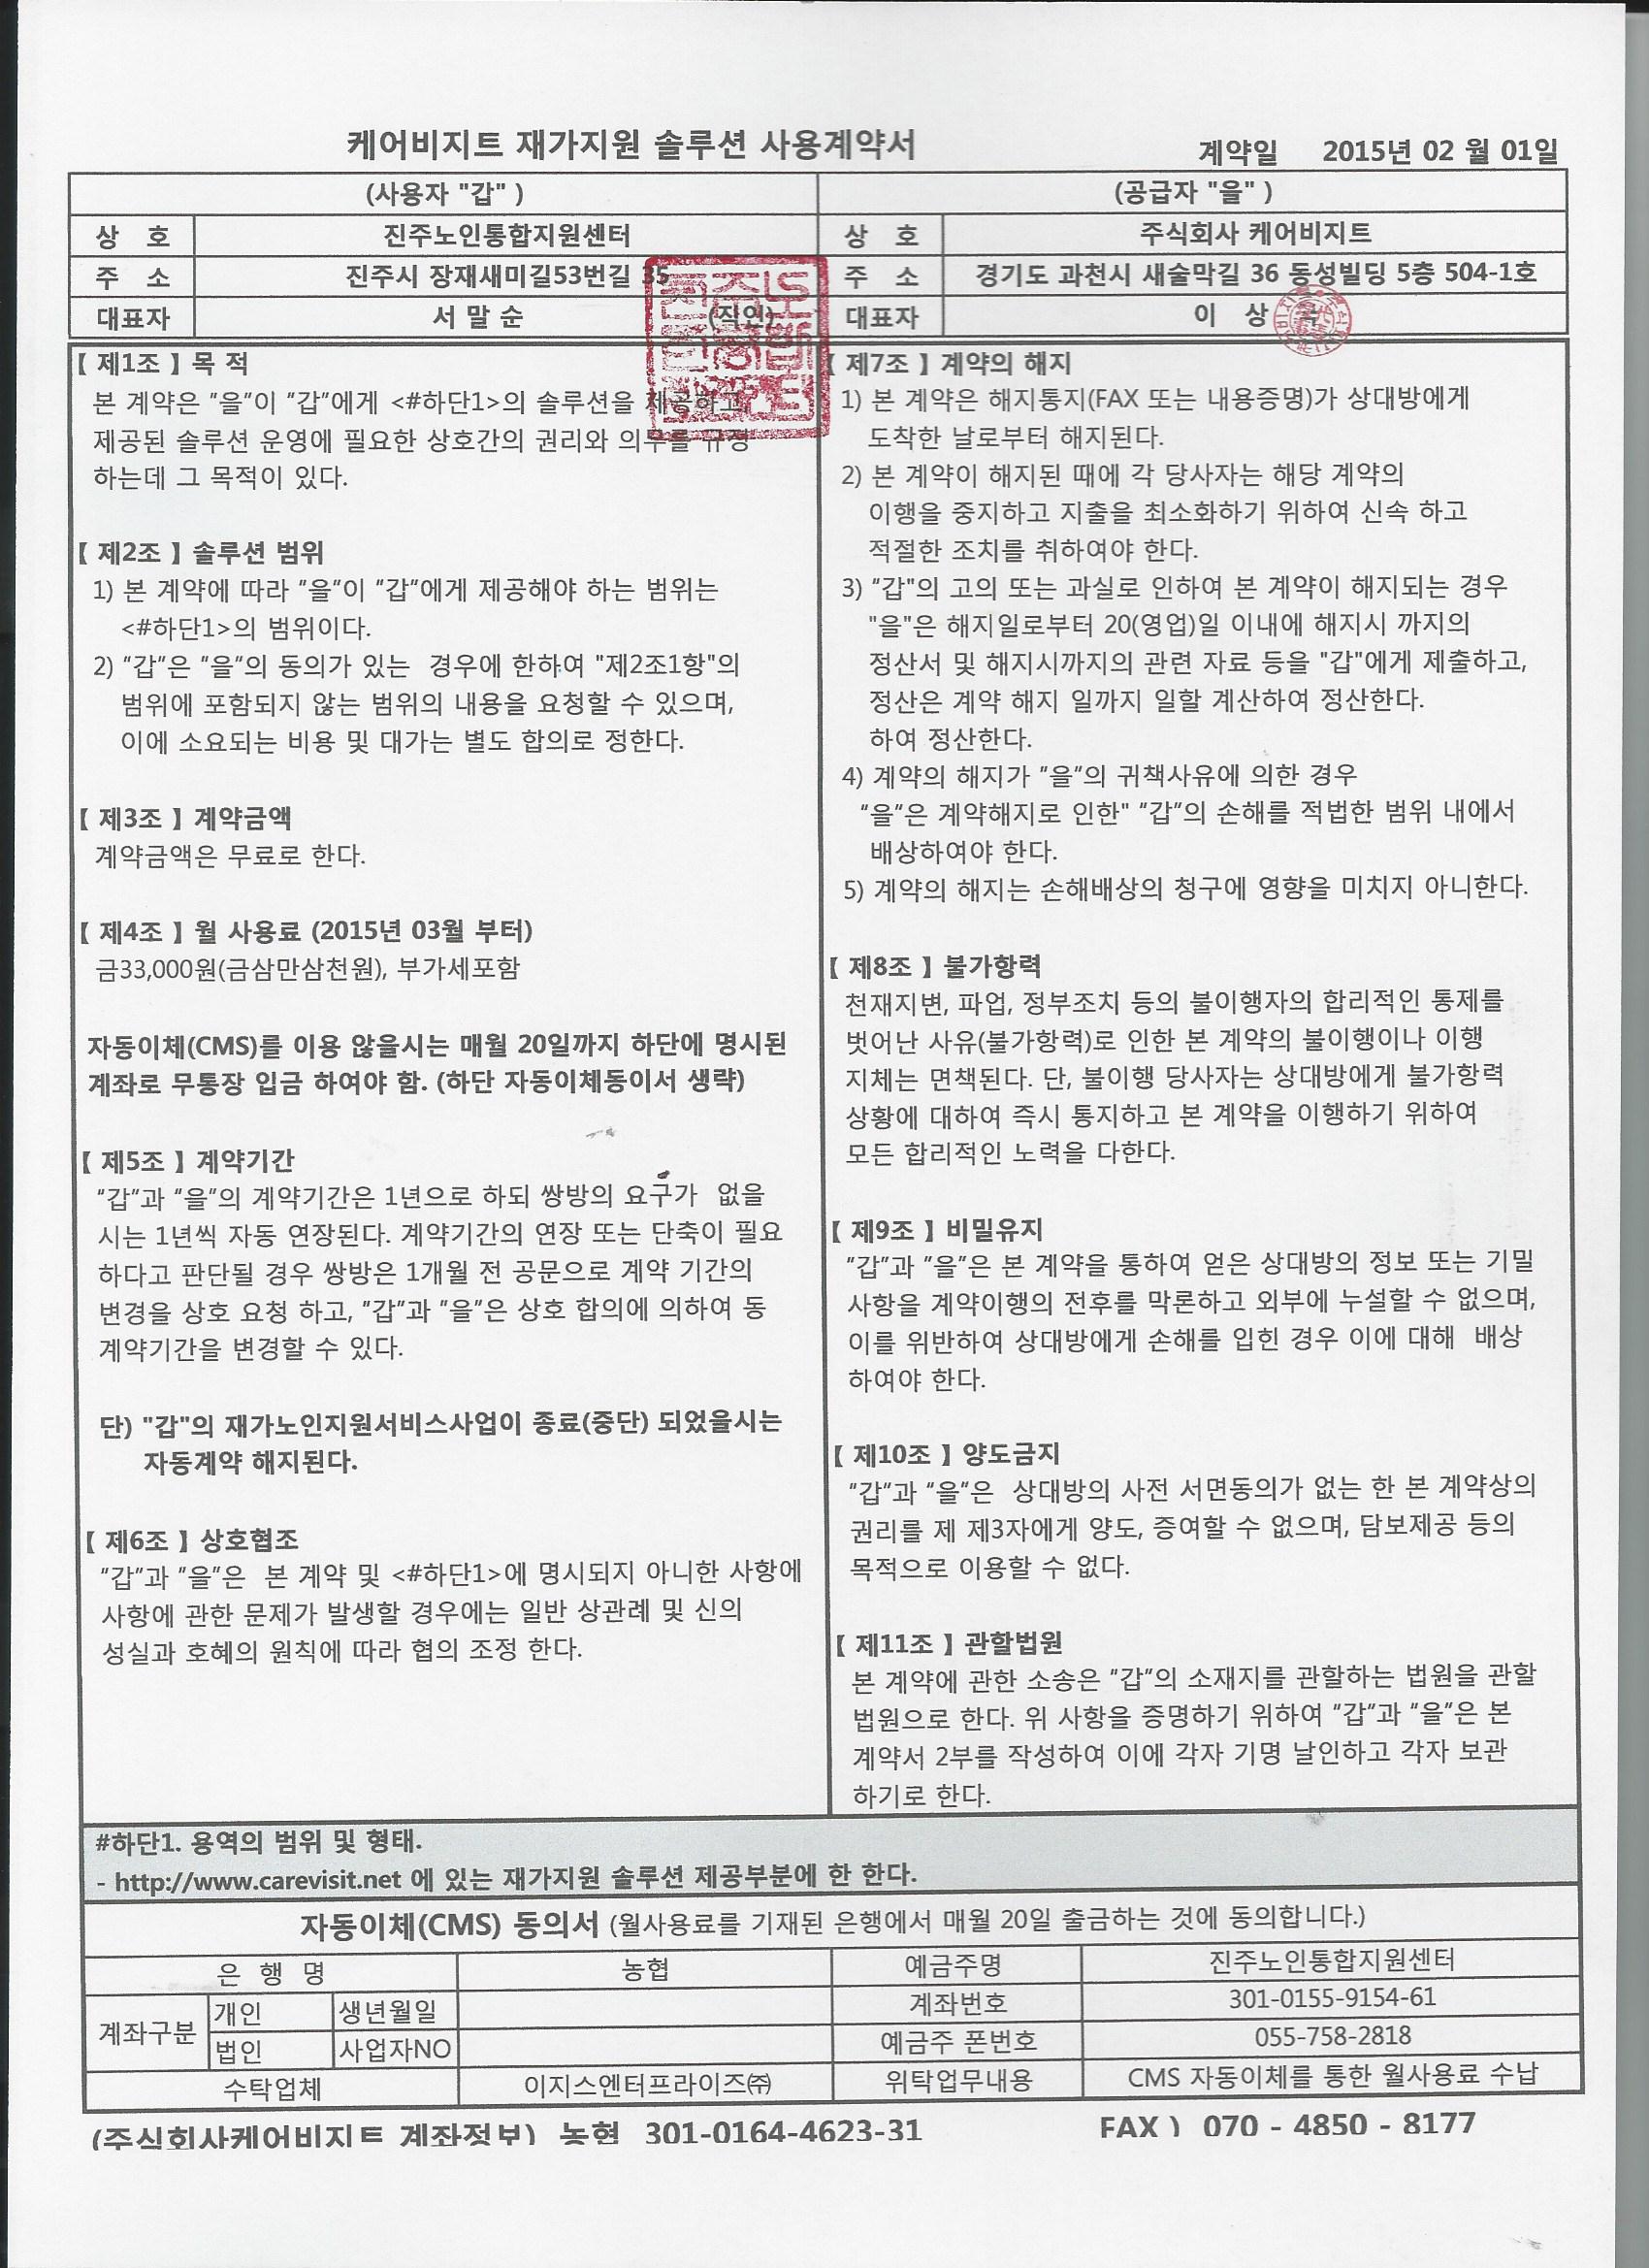 케어비지트 재가지원 솔루션 사용계약서
계약일 2015년 02 월 01일
(사용자 "갑" )
(공급자 "을" )
상 호 진주노인통합지원센터
상 호 주식회사 케어비지트
주 소 진주시 장재새미길53번길 35
주 소 경기도 과천시 새술막길 36 동성빌딩 5층 504-1호
대표자 서 말 순 (직인)
대표자 이 상
【 제1조 】 목 적
본 계약은 "을"이 "갑"에게 <#하단1>의 솔루션을 제공하고,
제공된 솔루션 운영에 필요한 상호간의 권리와 의무를 규정
하는데 그 목적이 있다.
【 제2조 】 솔루션 범위
1) 본 계약에 따라 "을"이 "갑"에게 제공해야 하는 범위는
<#하단1>의 범위이다.
2) "갑"은 "을"의 동의가 있는 경우에 한하여 "제2조1항"의
범위에 포함되지 않는 범위의 내용을 요청할 수 있으며,
이에 소요되는 비용 및 대가는 별도 합의로 정한다.
【 제3조 】 계약금액
계약금액은 무료로 한다.
【 제4조 】 월 사용료 (2015년 03월 부터)
금33,000원(금삼만삼천원), 부가세포함
자동이체(CMS)를 이용 않을시는 매월 20일까지 하단에 명시된
계좌로 무통장 입금 하여야 함. (하단 자동이체동이서 생략)
【 제5조 】 계약기간
"갑"과 "을"의 계약기간은 1년으로 하되 쌍방의 요구가 없을
시는 1년씩 자동 연장된다. 계약기간의 연장 또는 단축이 필요
하다고 판단될 경우 쌍방은 1개월 전 공문으로 계약 기간의
변경을 상호 요청 하고, "갑"과 "을"은 상호 합의에 의하여 동
계약기간을 변경할 수 있다.
단) "갑"의 재가노인지원서비스사업이 종료(중단) 되었을시는
자동계약 해지된다.
【 제6조 】 상호협조
"갑"과 "을"은 본 계약 및 <#하단1>에 명시되지 아니한 사항에
사항에 관한 문제가 발생할 경우에는 일반 상관례 및 신의
성실과 호혜의 원칙에 따라 협의 조정 한다.
【 제7조 】 계약의 해지
1) 본 계약은 해지통지(FAX 또는 내용증명)가 상대방에게
도착한 날로부터 해지된다.
2) 본 계약이 해지된 때에 각 당사자는 해당 계약의
이행을 중지하고 지출을 최소화하기 위하여 신속 하고
적절한 조치를 취하여야 한다.
3) "갑"의 고의 또는 과실로 인하여 본 계약이 해지되는 경우
"을"은 해지일로부터 20(영업)일 이내에 해지시 까지의
정산서 및 해지시까지의 관련 자료 등을 "갑"에게 제출하고,
정산은 계약 해지 일까지 일할 계산하여 정산한다.
하여 정산한다.
4) 계약의 해지가 "을"의 귀책사유에 의한 경우
"을"은 계약해지로 인한" "갑"의 손해를 적법한 범위 내에서
배상하여야 한다.
5) 계약의 해지는 손해배상의 청구에 영향을 미치지 아니한다.
【 제8조 】 불가항력
천재지변, 파업, 정부조치 등의 불이행자의 합리적인 통제를
벗어난 사유(불가항력)로 인한 본 계약의 불이행이나 이행
지체는 면책된다. 단, 불이행 당사자는 상대방에게 불가항력
상황에 대하여 즉시 통지하고 본 계약을 이행하기 위하여
모든 합리적인 노력을 다한다.
【 제9조 】 비밀유지
"갑"과 "을"은 본 계약을 통하여 얻은 상대방의 정보 또는 기밀
사항을 계약이행의 전후를 막론하고 외부에 누설할 수 없으며,
이를 위반하여 상대방에게 손해를 입힌 경우 이에 대해 배상
하여야 한다.
【 제10조 】 양도금지
"갑"과 "을"은 상대방의 사전 서면동의가 없는 한 본 계약상의
권리를 제 제3자에게 양도, 증여할 수 없으며, 담보제공 등의
목적으로 이용할 수 없다.
【 제11조 】 관할법원
본 계약에 관한 소송은 "갑"의 소재지를 관할하는 법원을 관할
법원으로 한다. 위 사항을 증명하기 위하여 "갑"과 "을"은 본
계약서 2부를 작성하여 이에 각자 기명 날인하고 각자 보관
하기로 한다.
#하단1. 용역의 범위 및 형태.
- http://www.carevisit.net 에 있는 재가지원 솔루션 제공부분에 한 한다.
자동이체(CMS) 동의서 (월사용료를 기재된 은행에서 매월 20일 출금하는 것에 동의합니다.)
은 행 명 농협 예금주명 진주노인통합지원센터
계좌구분 개인 생년월일 계좌번호 301-0155-9154-61
법인 사업자NO 예금주 폰번호 055-758-2818
수탁업체 이지스엔터프라이즈㈜ 위탁업무내용 CMS 자동이체를 통한 월사용료 수납
(주식회사케어비지트 계좌정보) 농협 301-0164-4623-31 FAX ) 070 - 4850 - 8177